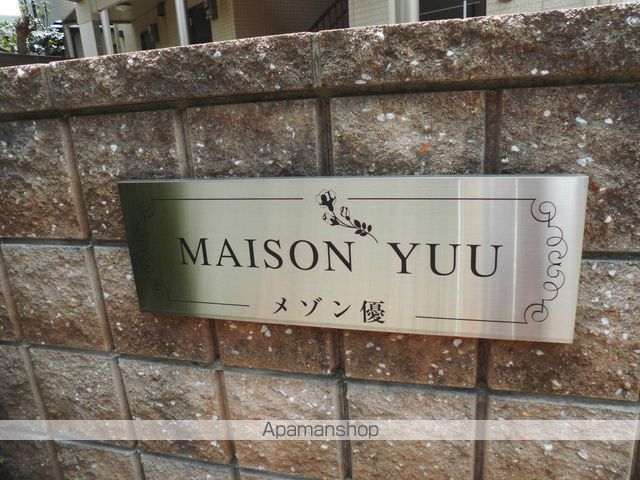 MAISON YUU
メゾン優
Apamanshop